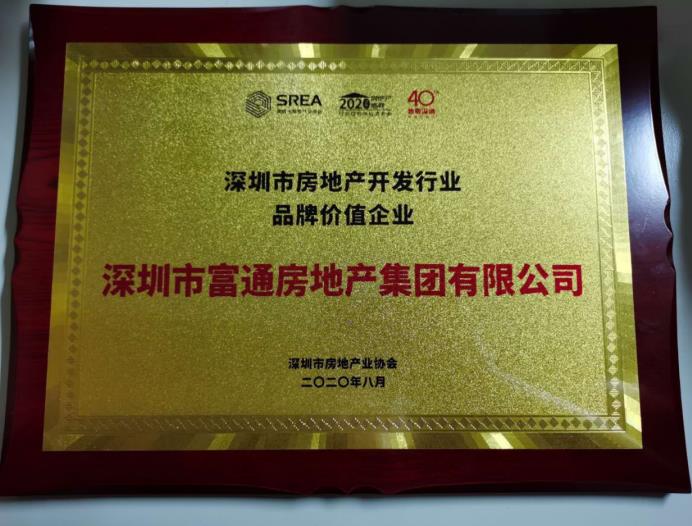 SREA 2020 40
深圳市房地产开发行业
品牌价值企业
深圳市富通房地产集团有限公司
深圳市房地产业协会
二〇二〇年八月